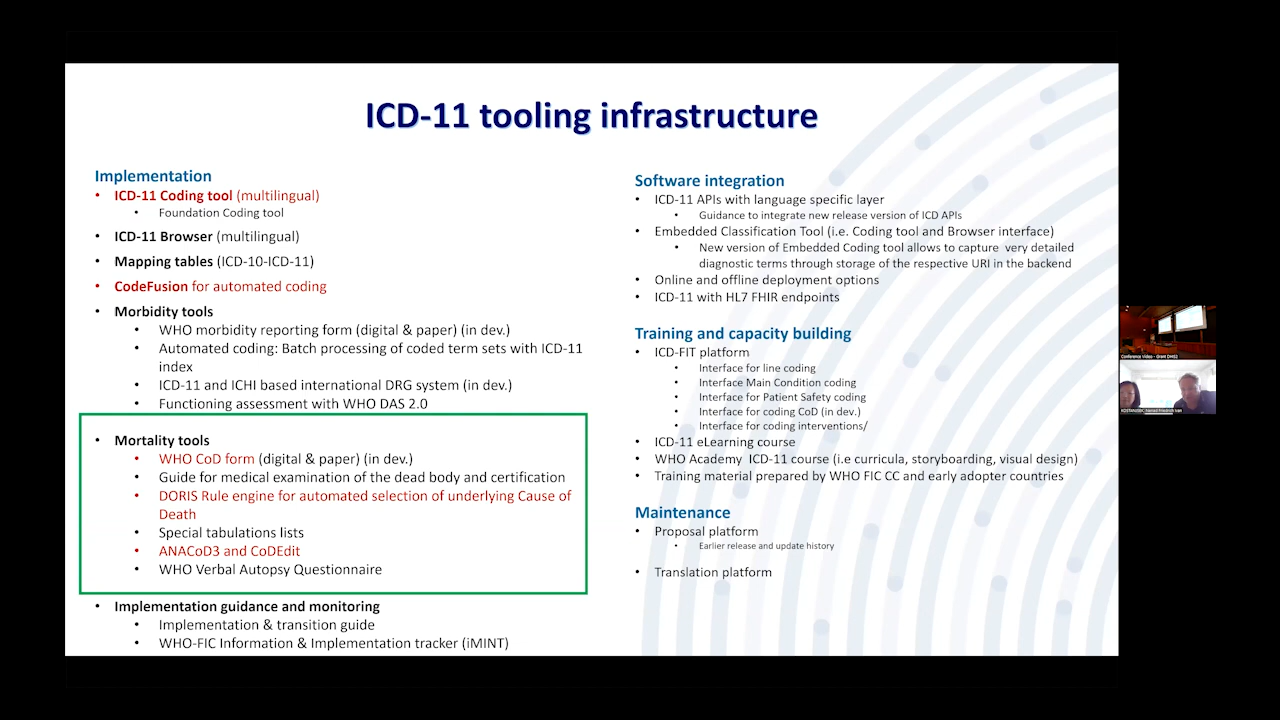 ICD-11 tooling infrastructure
Implementation
• ICD-11 Coding tool (multilingual)
• Foundation Coding tool
• ICD-11 Browser (multilingual)
• Mapping tables (ICD-10-ICD-11)
• CodeFusion for automated coding
• Morbidity tools
• WHO morbidity reporting form (digital & paper) (in dev.)
• Automated coding: Batch processing of coded term sets with ICD-11
index
• ICD-11 and ICHI based international DRG system (in dev.)
• Functioning assessment with WHO DAS 2.0
• Mortality tools
• WHO CoD form (digital & paper) (in dev.)
• Guide for medical examination of the dead body and certification
• DORIS Rule engine for automated selection of underlying Cause of
Death
• Special tabulations lists
• ANACoD3 and CoDEdit
• WHO Verbal Autopsy Questionnaire
• Implementation guidance and monitoring
• Implementation & transition guide
• WHO-FIC Information & Implementation tracker (iMINT)
Software integration
• ICD-11 APIs with language specific layer
• Guidance to integrate new release version of ICD APIs
• Embedded Classification Tool (i.e. Coding tool and Browser interface)
• New version of Embedded Coding tool allows to capture very detailed
diagnostic terms through storage of the respective URI in the backend
• Online and offline deployment options
• ICD-11 with HL7 FHIR endpoints
Training and capacity building
• ICD-FIT platform
• Interface for line coding
• Interface Main Condition coding
• Interface for Patient Safety coding
• Interface for coding CoD (in dev.)
• Interface for coding interventions/
• ICD-11 eLearning course
• WHO Academy ICD-11 course (i.e curricula, storyboarding, visual design)
• Training material prepared by WHO FIC CC and early adopter countries
Maintenance
• Proposal platform
• Earlier release and update history
• Translation platform
Conference Video - Grant DHIS2